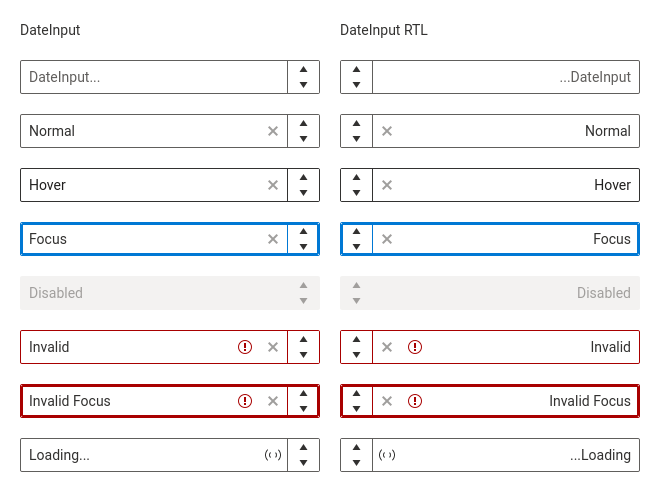 DateInput
DateInput RTL
DateInput...
...DateInput
Normal
Normal
Hover
Hover
Focus
Focus
Disabled
Disabled
Invalid
Invalid
Invalid Focus
Invalid Focus
Loading...
...Loading